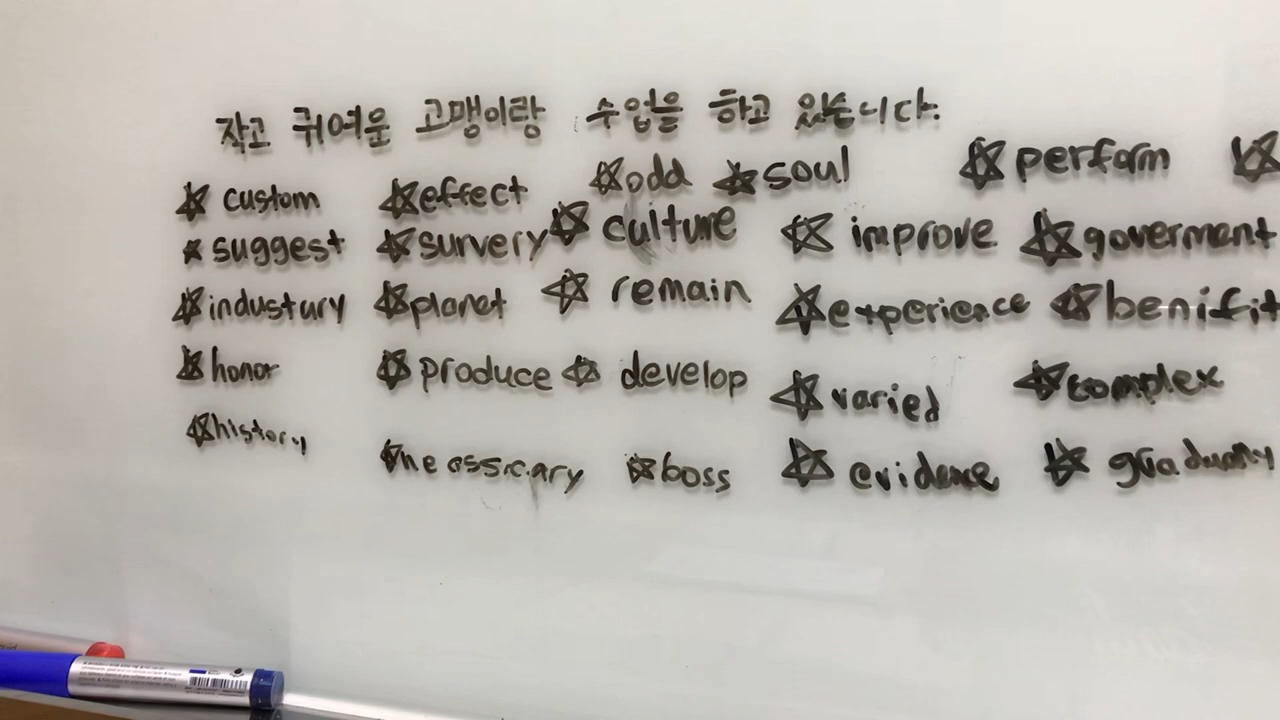 작고 귀여운 고맹이랑 수업을 하고 있습니다.
☆ custom ☆ effect ☆ odd ☆ soul ☆ perform ☆
☆ suggest ☆ survery ☆ culture ☆ improve ☆ goverment
☆ industury ☆ planet ☆ remain ☆ experience ☆ benifit
☆ honor ☆ produce ☆ develop ☆ varied ☆ complex
☆ history ☆ neassicary ☆ boss ☆ evidence ☆ gradually